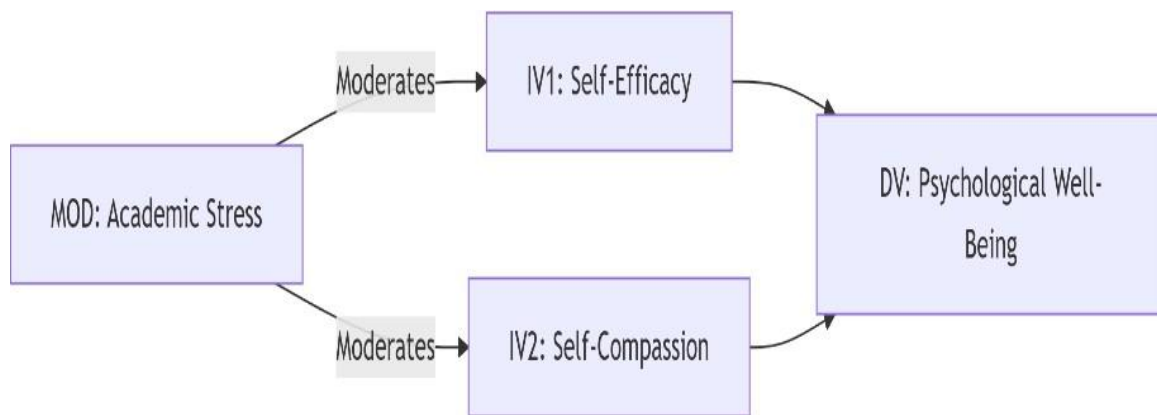 Moderates
IV1: Self-Efficacy
MOD: Academic Stress
DV: Psychological Well-
Being
Moderates
IV2: Self-Compassion